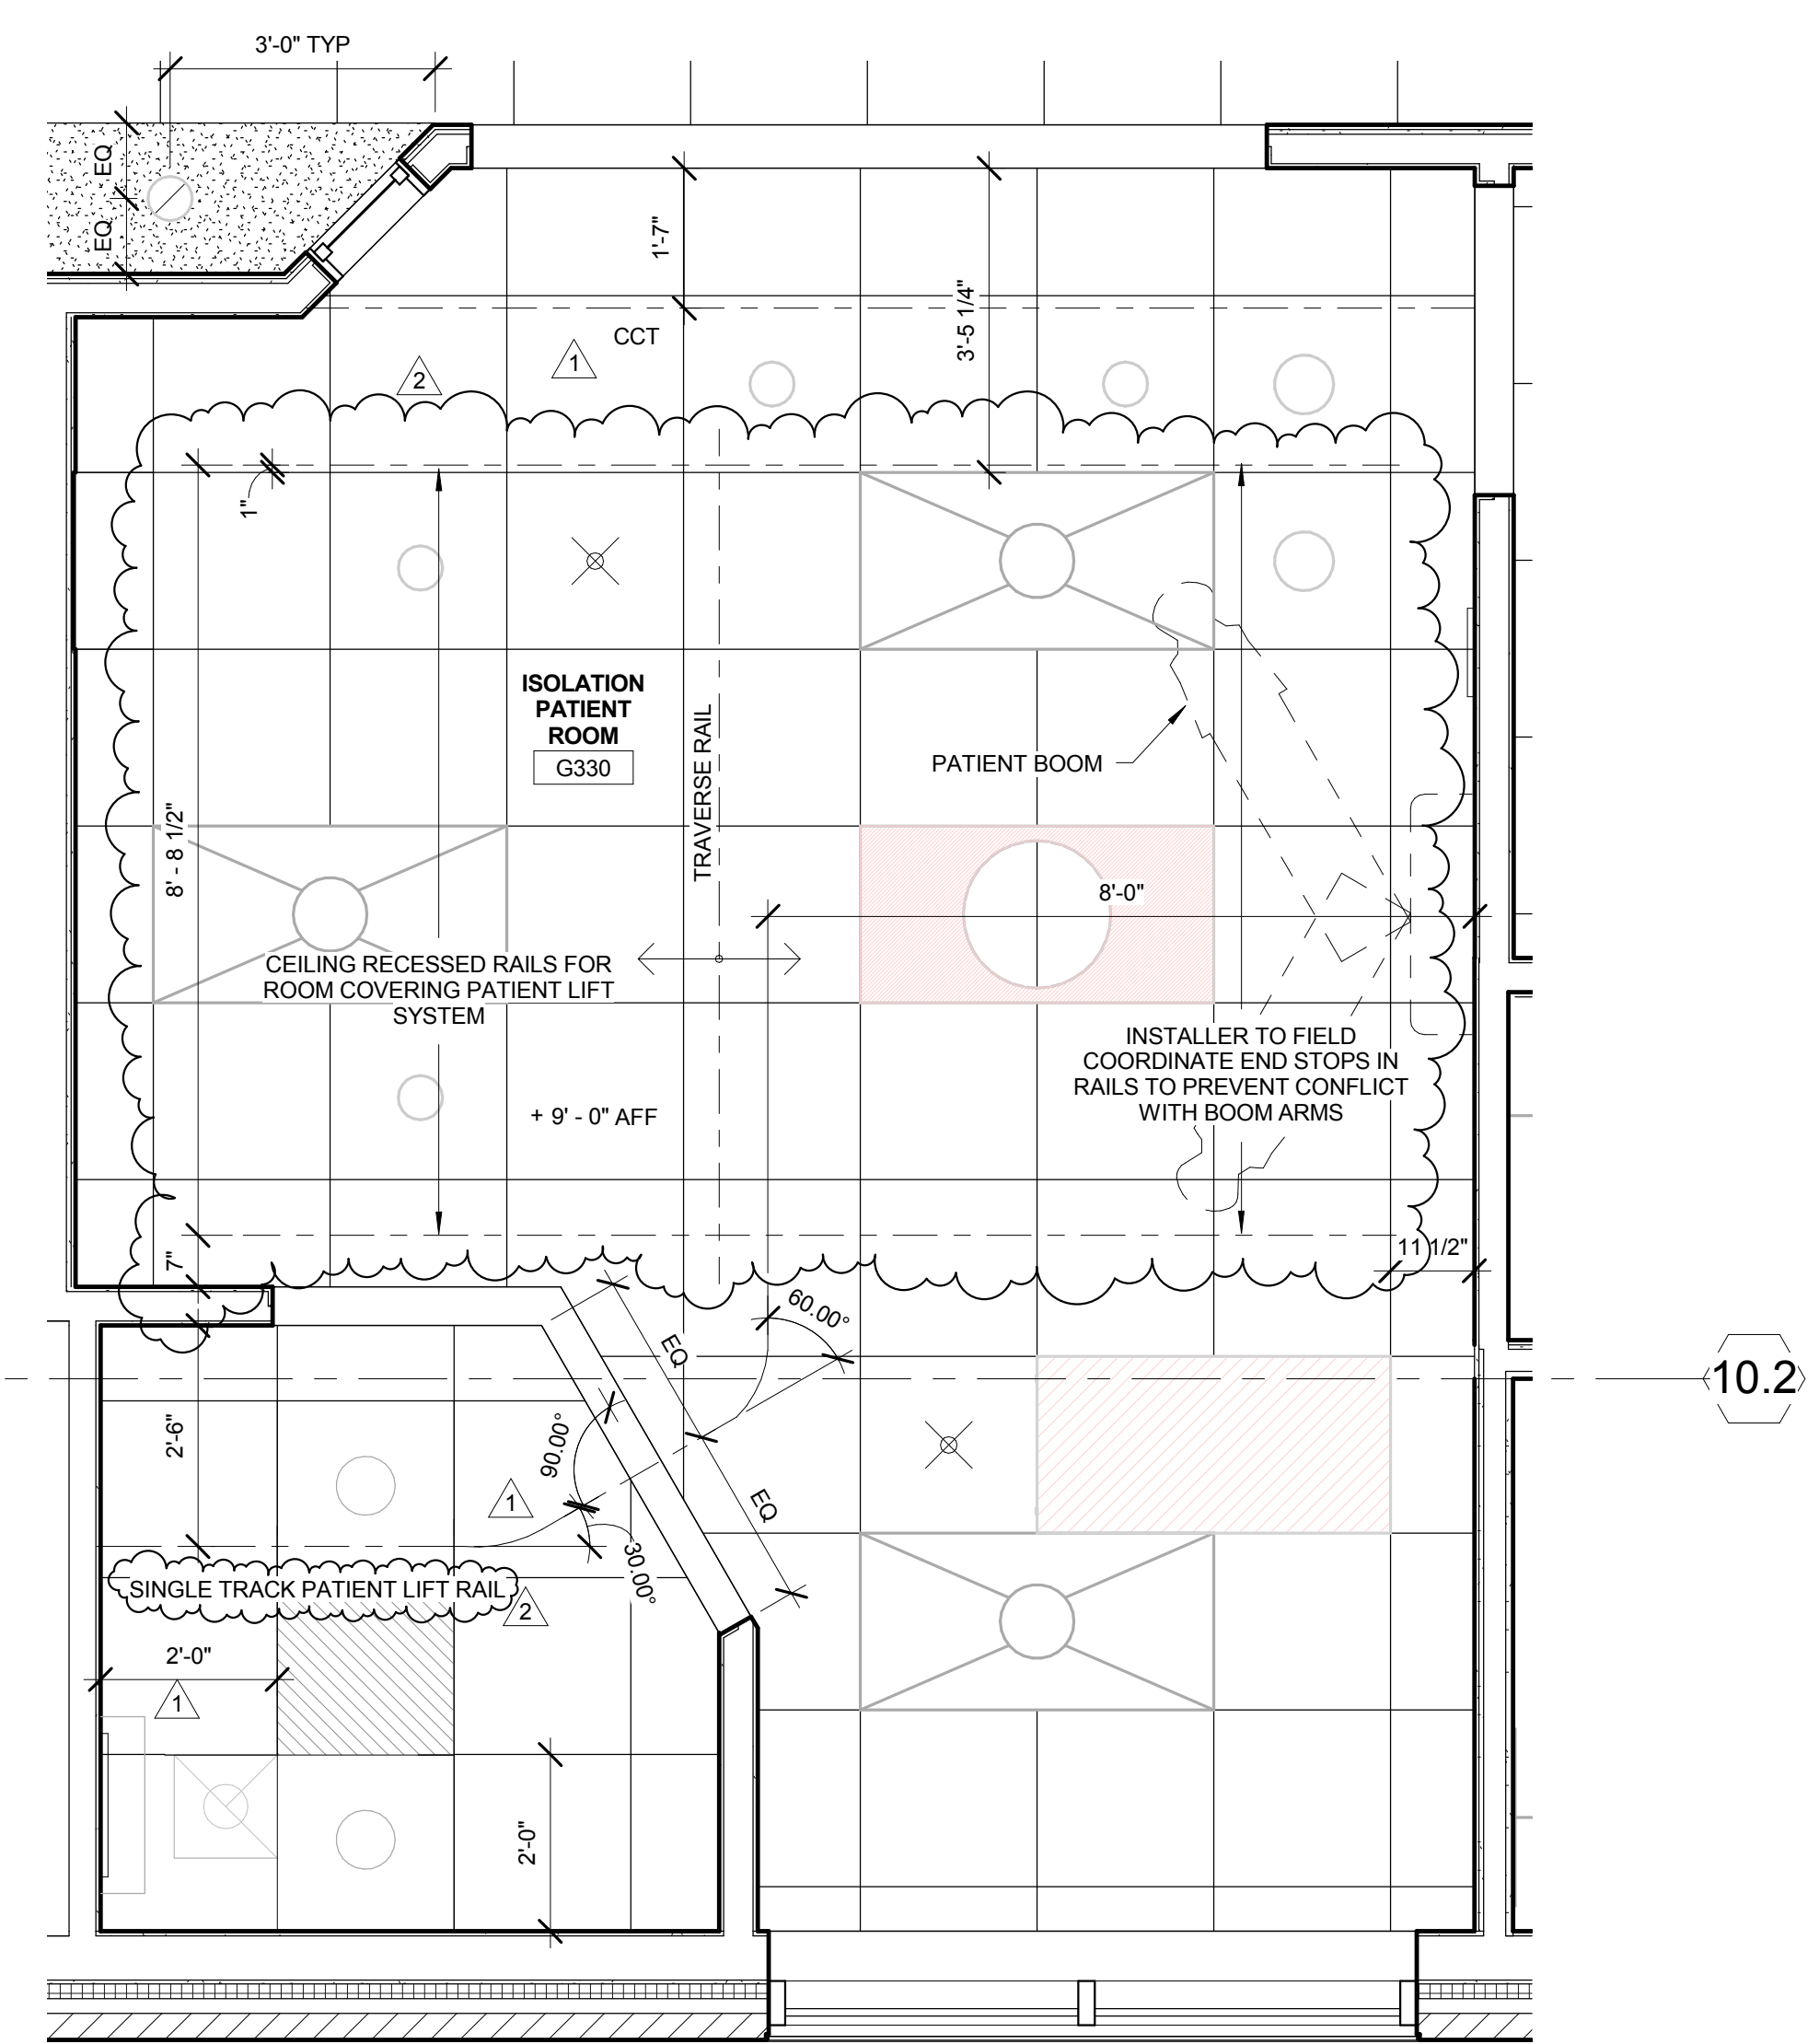 3'-0" TYP
EQ
EQ
1'-7"
3'-5 1/4"
CCT
1
2
1"
ISOLATION
PATIENT
ROOM
G330
TRAVERSE RAIL
PATIENT BOOM
8' - 8 1/2"
8'-0"
CEILING RECESSED RAILS FOR
ROOM COVERING PATIENT LIFT
SYSTEM
INSTALLER TO FIELD
COORDINATE END STOPS IN
RAILS TO PREVENT CONFLICT
WITH BOOM ARMS
+ 9' - 0" AFF
7"
11 1/2"
60.00°
EQ
10.2
2'-6"
90.00°
1
EQ
30.00°
SINGLE TRACK PATIENT LIFT RAIL
2
2'-0"
1
2'-0"